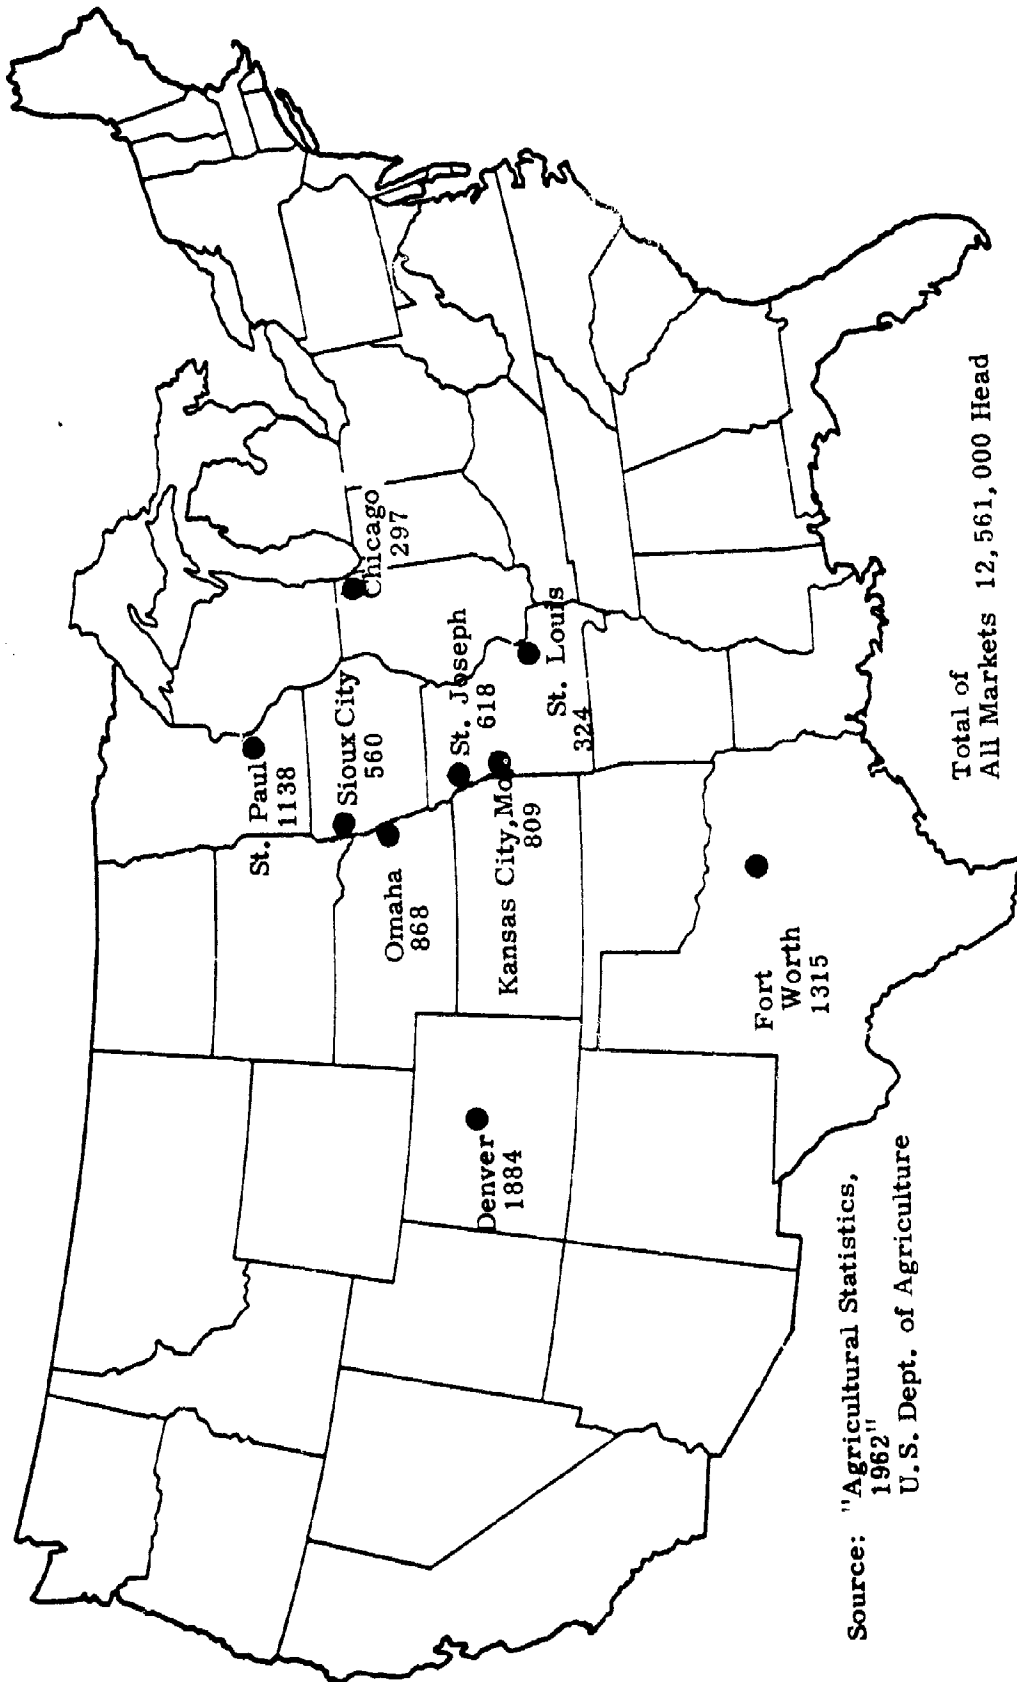 St. Paul
1138
Sioux City
560
Omaha
868
St. Joseph
618
Kansas City, Mo
809
Chicago
297
St. Louis
324
Denver
1884
Fort
Worth
1315
Source: "Agricultural Statistics,
1962"
U.S. Dept. of Agriculture
Total of
All Markets 12,561,000 Head